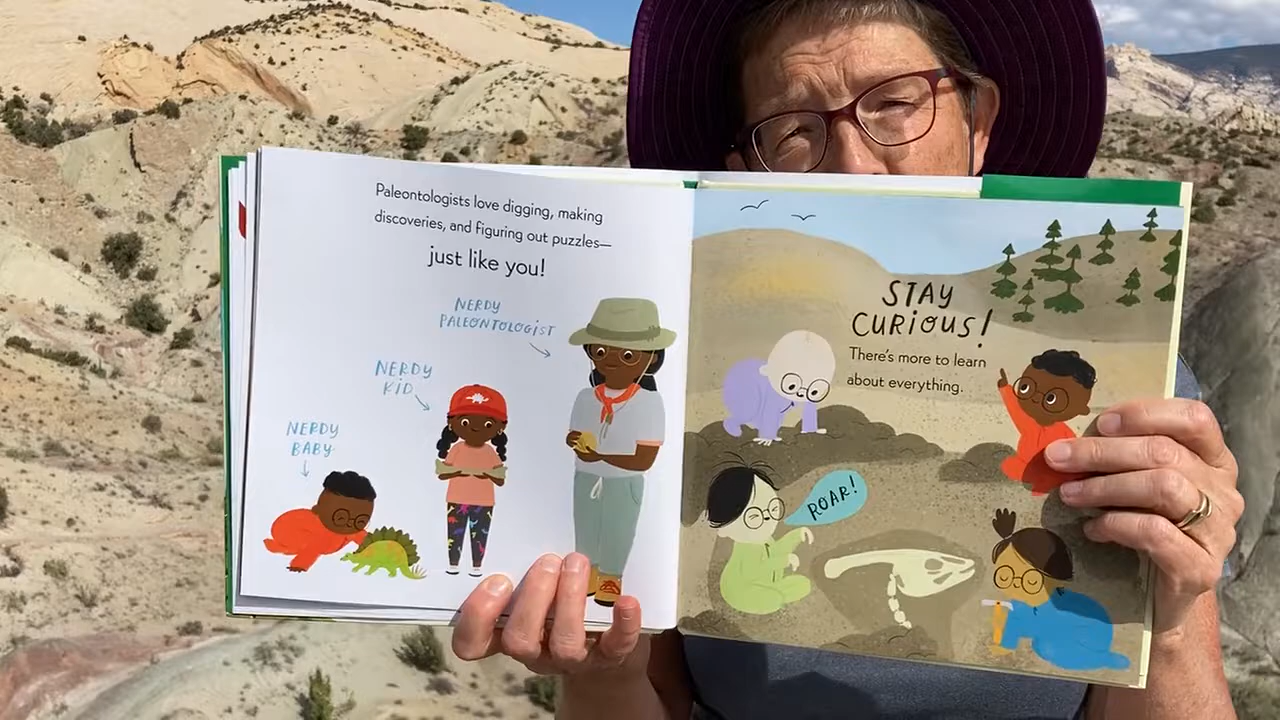 Paleontologists love digging, making
discoveries, and figuring out puzzles—
just like you!
NERDY
PALEONTOLOGIST
NERDY
KID
NERDY
BABY
STAY
CURIOUS!
There's more to learn
about everything.
ROAR!